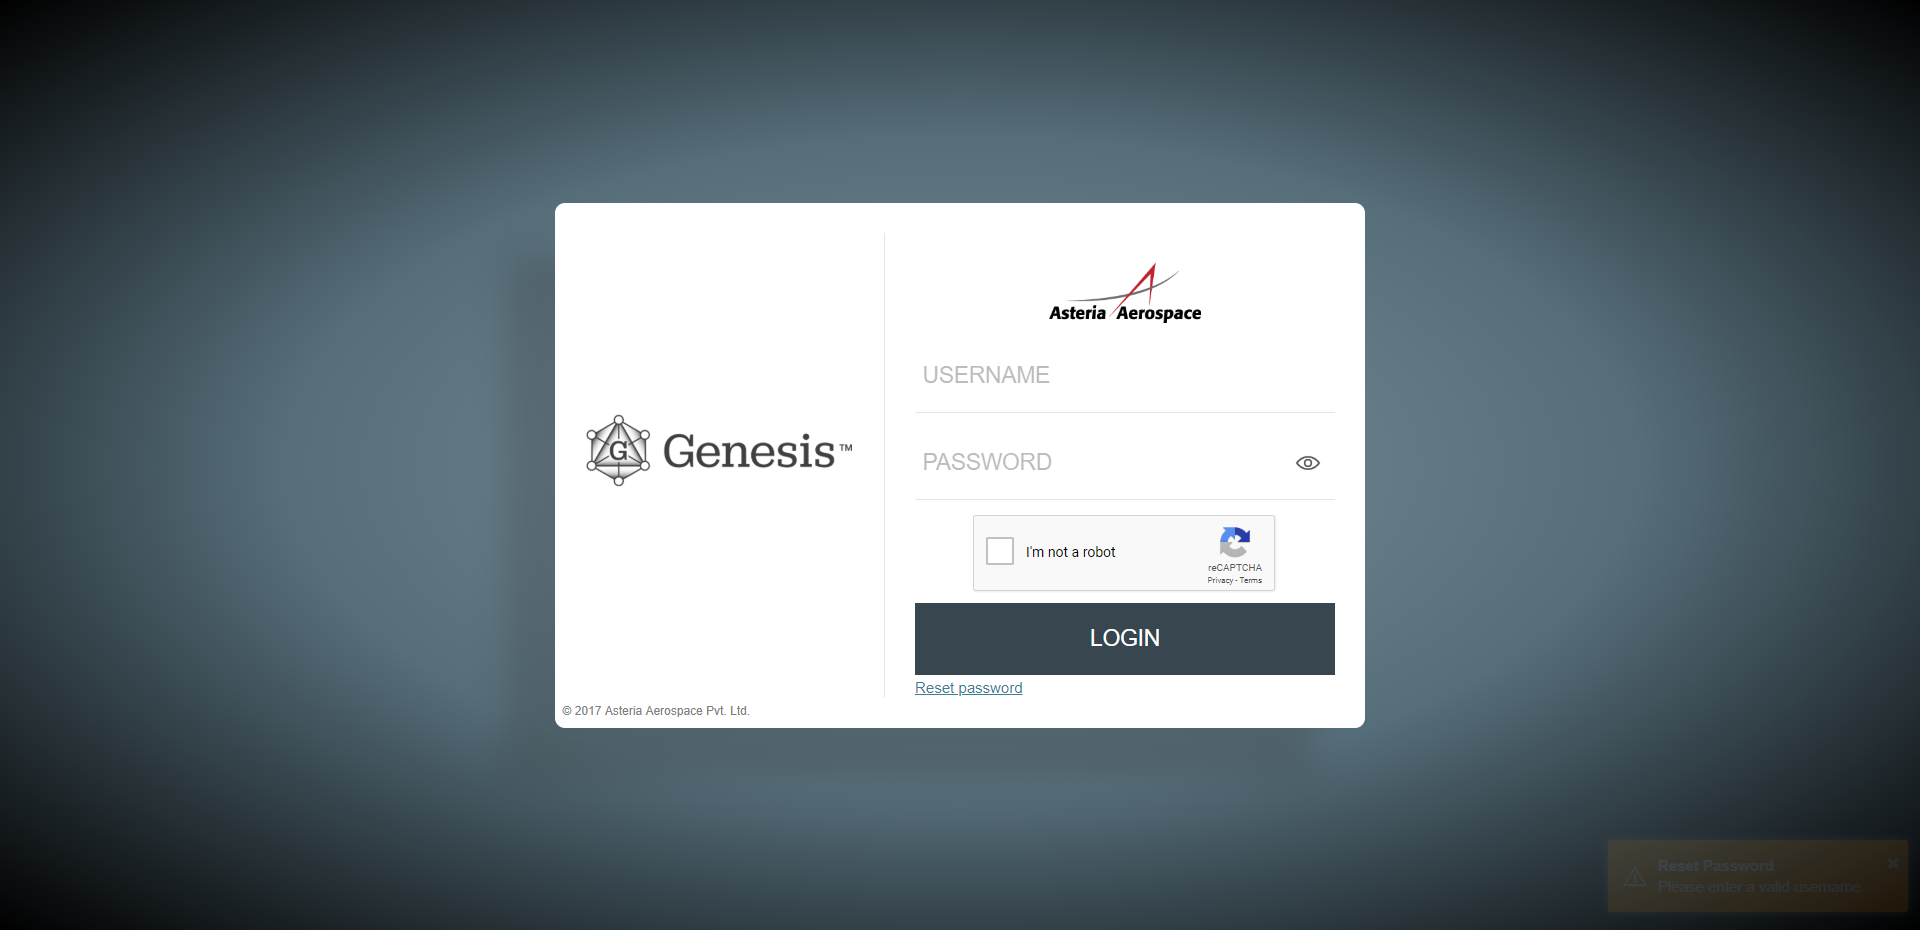 Asteria Aerospace
USERNAME
G Genesis™
PASSWORD
I'm not a robot
reCAPTCHA
Privacy - Terms
LOGIN
Reset password
© 2017 Asteria Aerospace Pvt. Ltd.
Reset Password
Please enter a valid username